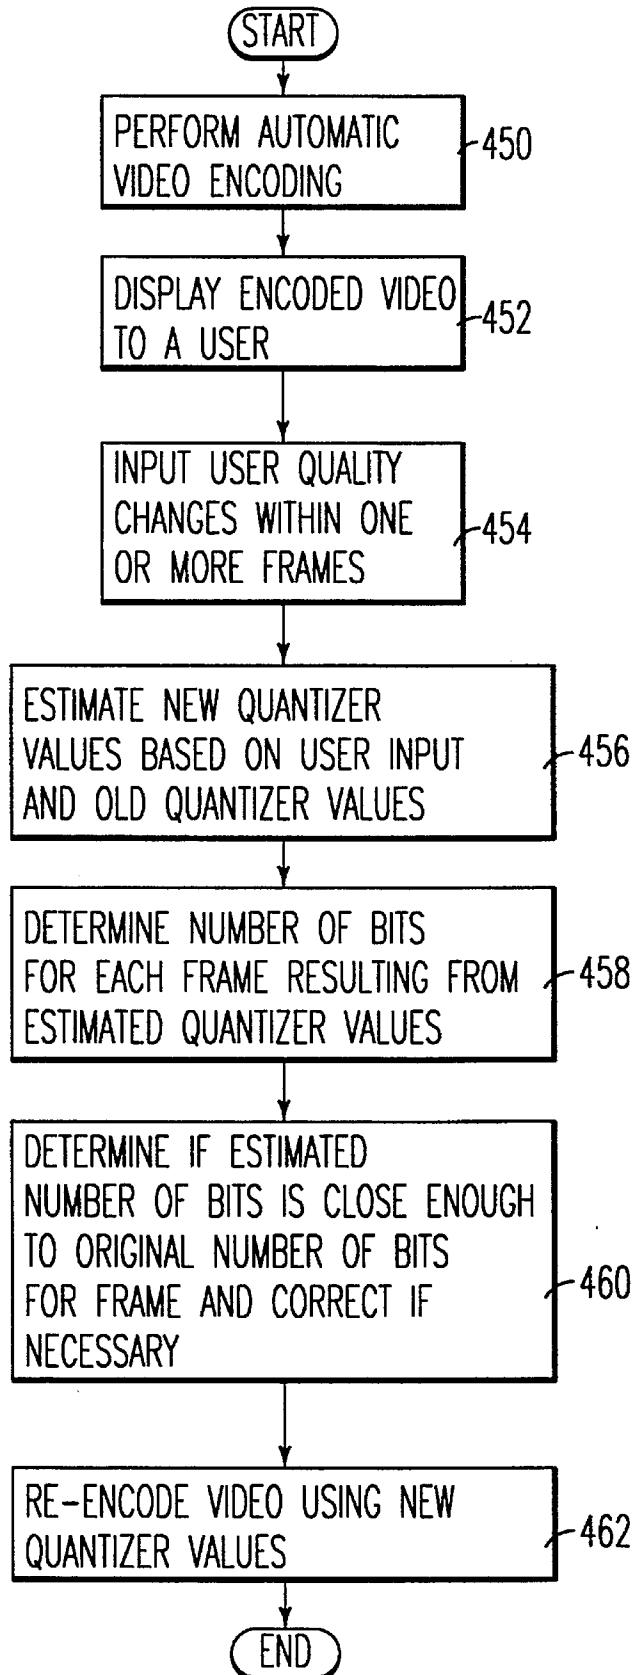 START
PERFORM AUTOMATIC
VIDEO ENCODING
450
DISPLAY ENCODED VIDEO
TO A USER
452
INPUT USER QUALITY
CHANGES WITHIN ONE
OR MORE FRAMES
454
ESTIMATE NEW QUANTIZER
VALUES BASED ON USER INPUT
AND OLD QUANTIZER VALUES
456
DETERMINE NUMBER OF BITS
FOR EACH FRAME RESULTING FROM
ESTIMATED QUANTIZER VALUES
458
DETERMINE IF ESTIMATED
NUMBER OF BITS IS CLOSE ENOUGH
TO ORIGINAL NUMBER OF BITS
FOR FRAME AND CORRECT IF
NECESSARY
460
RE-ENCODE VIDEO USING NEW
QUANTIZER VALUES
462
END